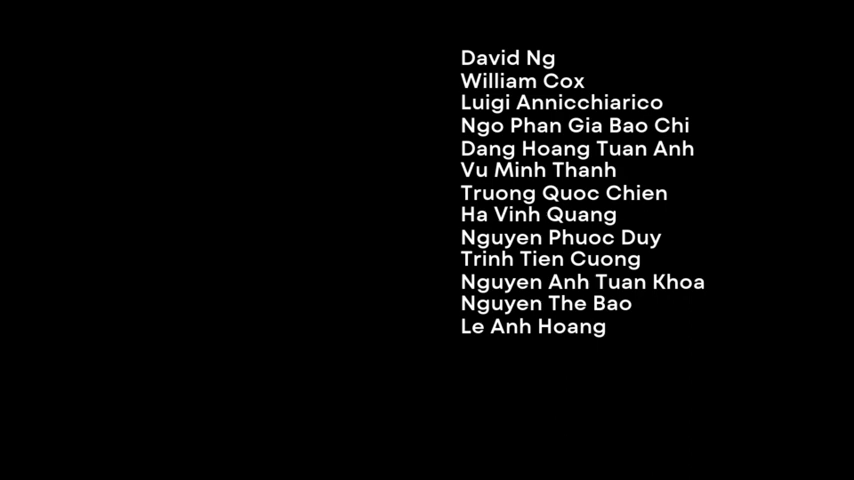 David Ng
William Cox
Luigi Annicchiarico
Ngo Phan Gia Bao Chi
Dang Hoang Tuan Anh
Vu Minh Thanh
Truong Quoc Chien
Ha Vinh Quang
Nguyen Phuoc Duy
Trinh Tien Cuong
Nguyen Anh Tuan Khoa
Nguyen The Bao
Le Anh Hoang